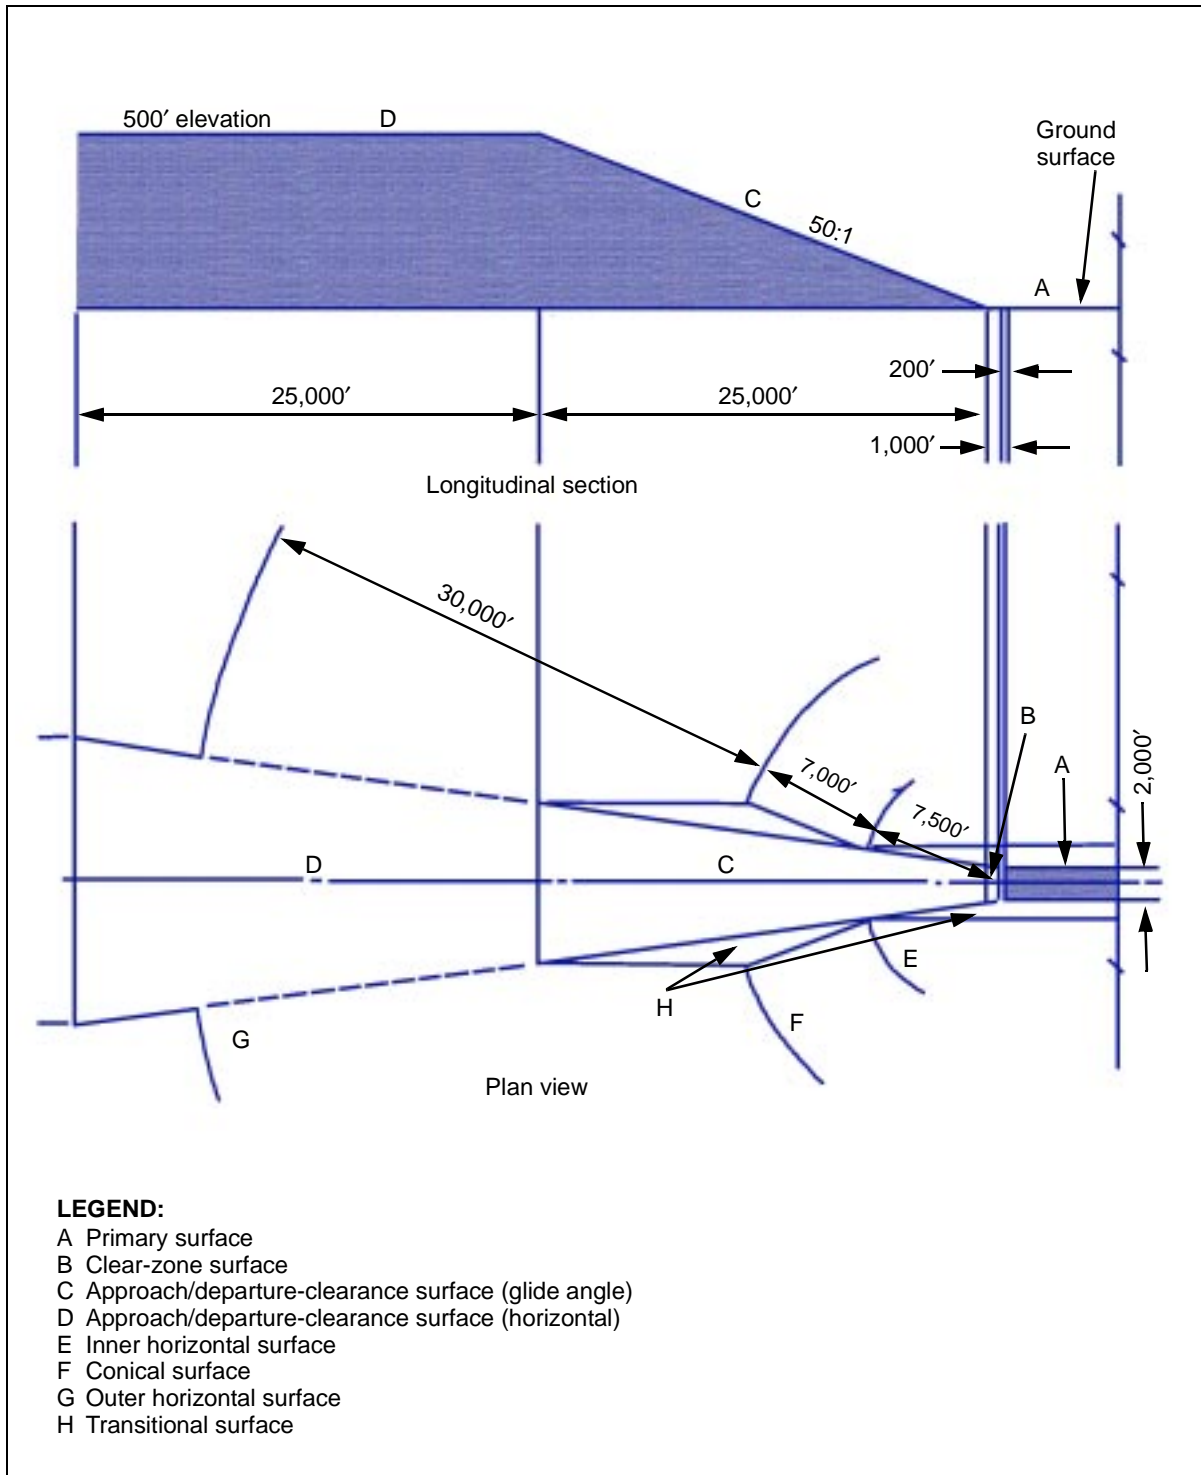 500′ elevation
D
Ground
surface
C
50:1
A
200′
25,000′
25,000′
1,000′
Longitudinal section
30,000′
B
7,000′
A
2,000′
7,500′
D
C
E
H
F
G
Plan view
LEGEND:
A Primary surface
B Clear-zone surface
C Approach/departure-clearance surface (glide angle)
D Approach/departure-clearance surface (horizontal)
E Inner horizontal surface
F Conical surface
G Outer horizontal surface
H Transitional surface